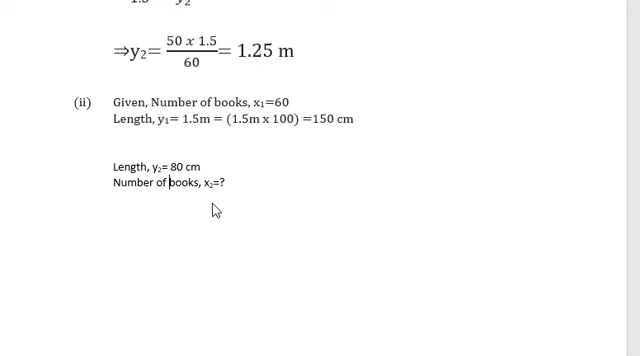 ⇒y₂= 50 x 1.5 / 60 = 1.25 m
(ii) Given, Number of books, x₁=60
Length, y₁= 1.5m = (1.5m x 100) =150 cm
Length, y₂= 80 cm
Number of books, x₂=?